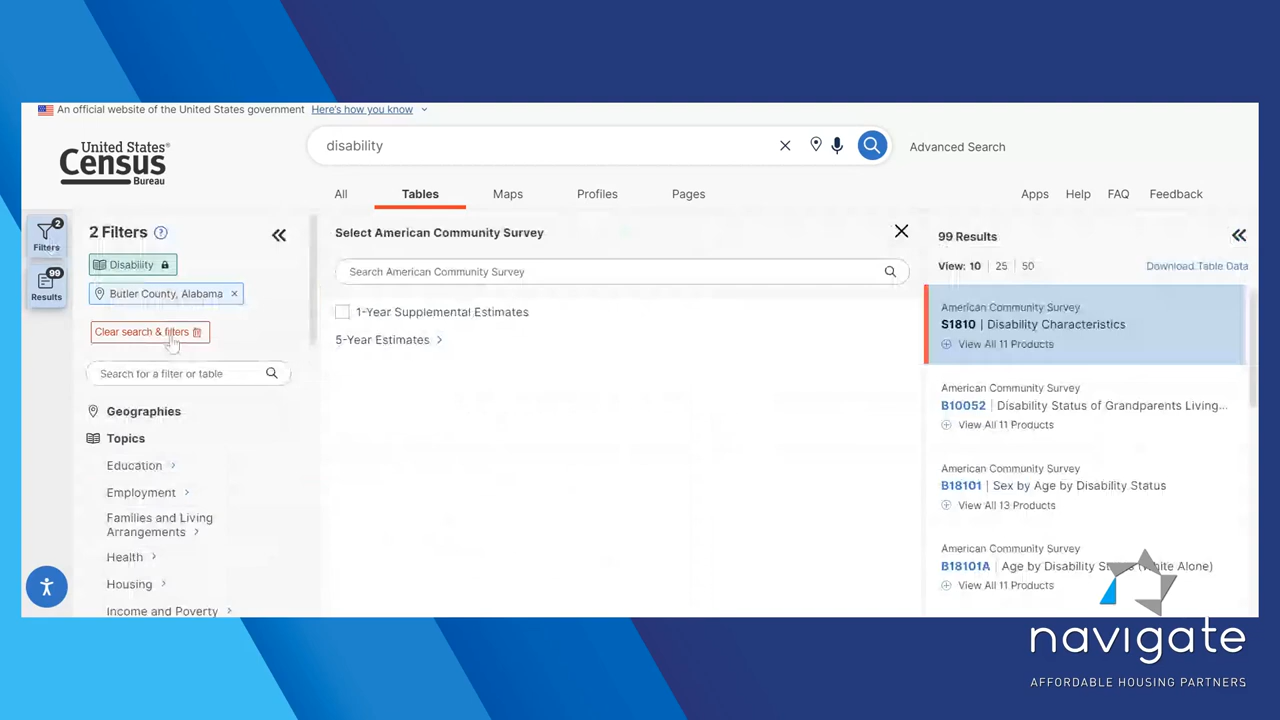 An official website of the United States government Here's how you know
United States
Census
Bureau
disability
Advanced Search
All Tables Maps Profiles Pages
Apps Help FAQ Feedback
2
Filters
99
Results
2 Filters ?
Disability
Butler County, Alabama ×
Clear search & filters
Search for a filter or table
Geographies
Topics
Education
Employment
Families and Living
Arrangements
Health
Housing
Income and Poverty
Select American Community Survey
Search American Community Survey
1-Year Supplemental Estimates
5-Year Estimates
99 Results
View: 10 | 25 | 50 Download Table Data
American Community Survey
S1810 | Disability Characteristics
View All 11 Products
American Community Survey
B10052 | Disability Status of Grandparents Living...
View All 11 Products
American Community Survey
B18101 | Sex by Age by Disability Status
View All 13 Products
American Community Survey
B18101A | Age by Disability (White Alone)
View All 11 Products
navigate
AFFORDABLE HOUSING PARTNERS